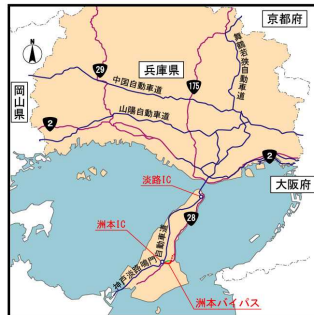 京都府
舞鶴若狭自動車道
N
29
兵庫県
175
中国自動車道
岡山県
山陽自動車道
2
2
大阪府
淡路IC
28
洲本IC
神戸淡路鳴門自動車道
洲本バイパス